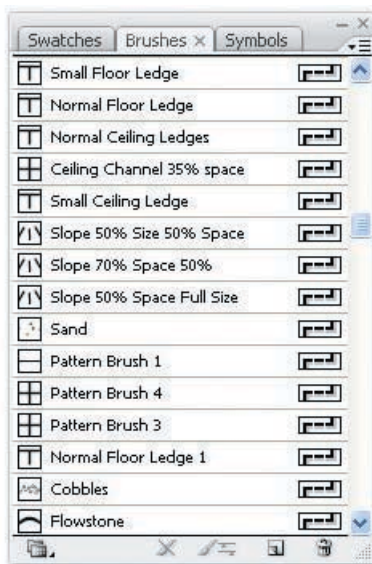 Swatches Brushes × Symbols
Small Floor Ledge
Normal Floor Ledge
Normal Ceiling Ledges
Ceiling Channel 35% space
Small Ceiling Ledge
Slope 50% Size 50% Space
Slope 70% Space 50%
Slope 50% Space Full Size
Sand
Pattern Brush 1
Pattern Brush 4
Pattern Brush 3
Normal Floor Ledge 1
Cobbles
Flowstone